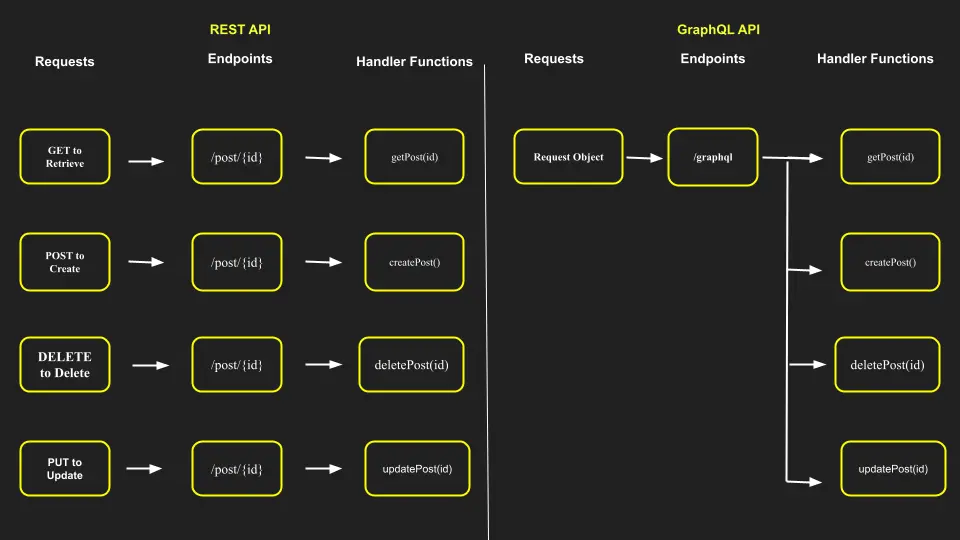 REST API
Requests
Endpoints
Handler Functions
GET to
Retrieve
/post/{id}
getPost(id)
POST to
Create
/post/{id}
createPost()
DELETE
to Delete
/post/{id}
deletePost(id)
PUT to
Update
/post/{id}
updatePost(id)
GraphQL API
Requests
Endpoints
Handler Functions
Request Object
/graphql
getPost(id)
createPost()
deletePost(id)
updatePost(id)